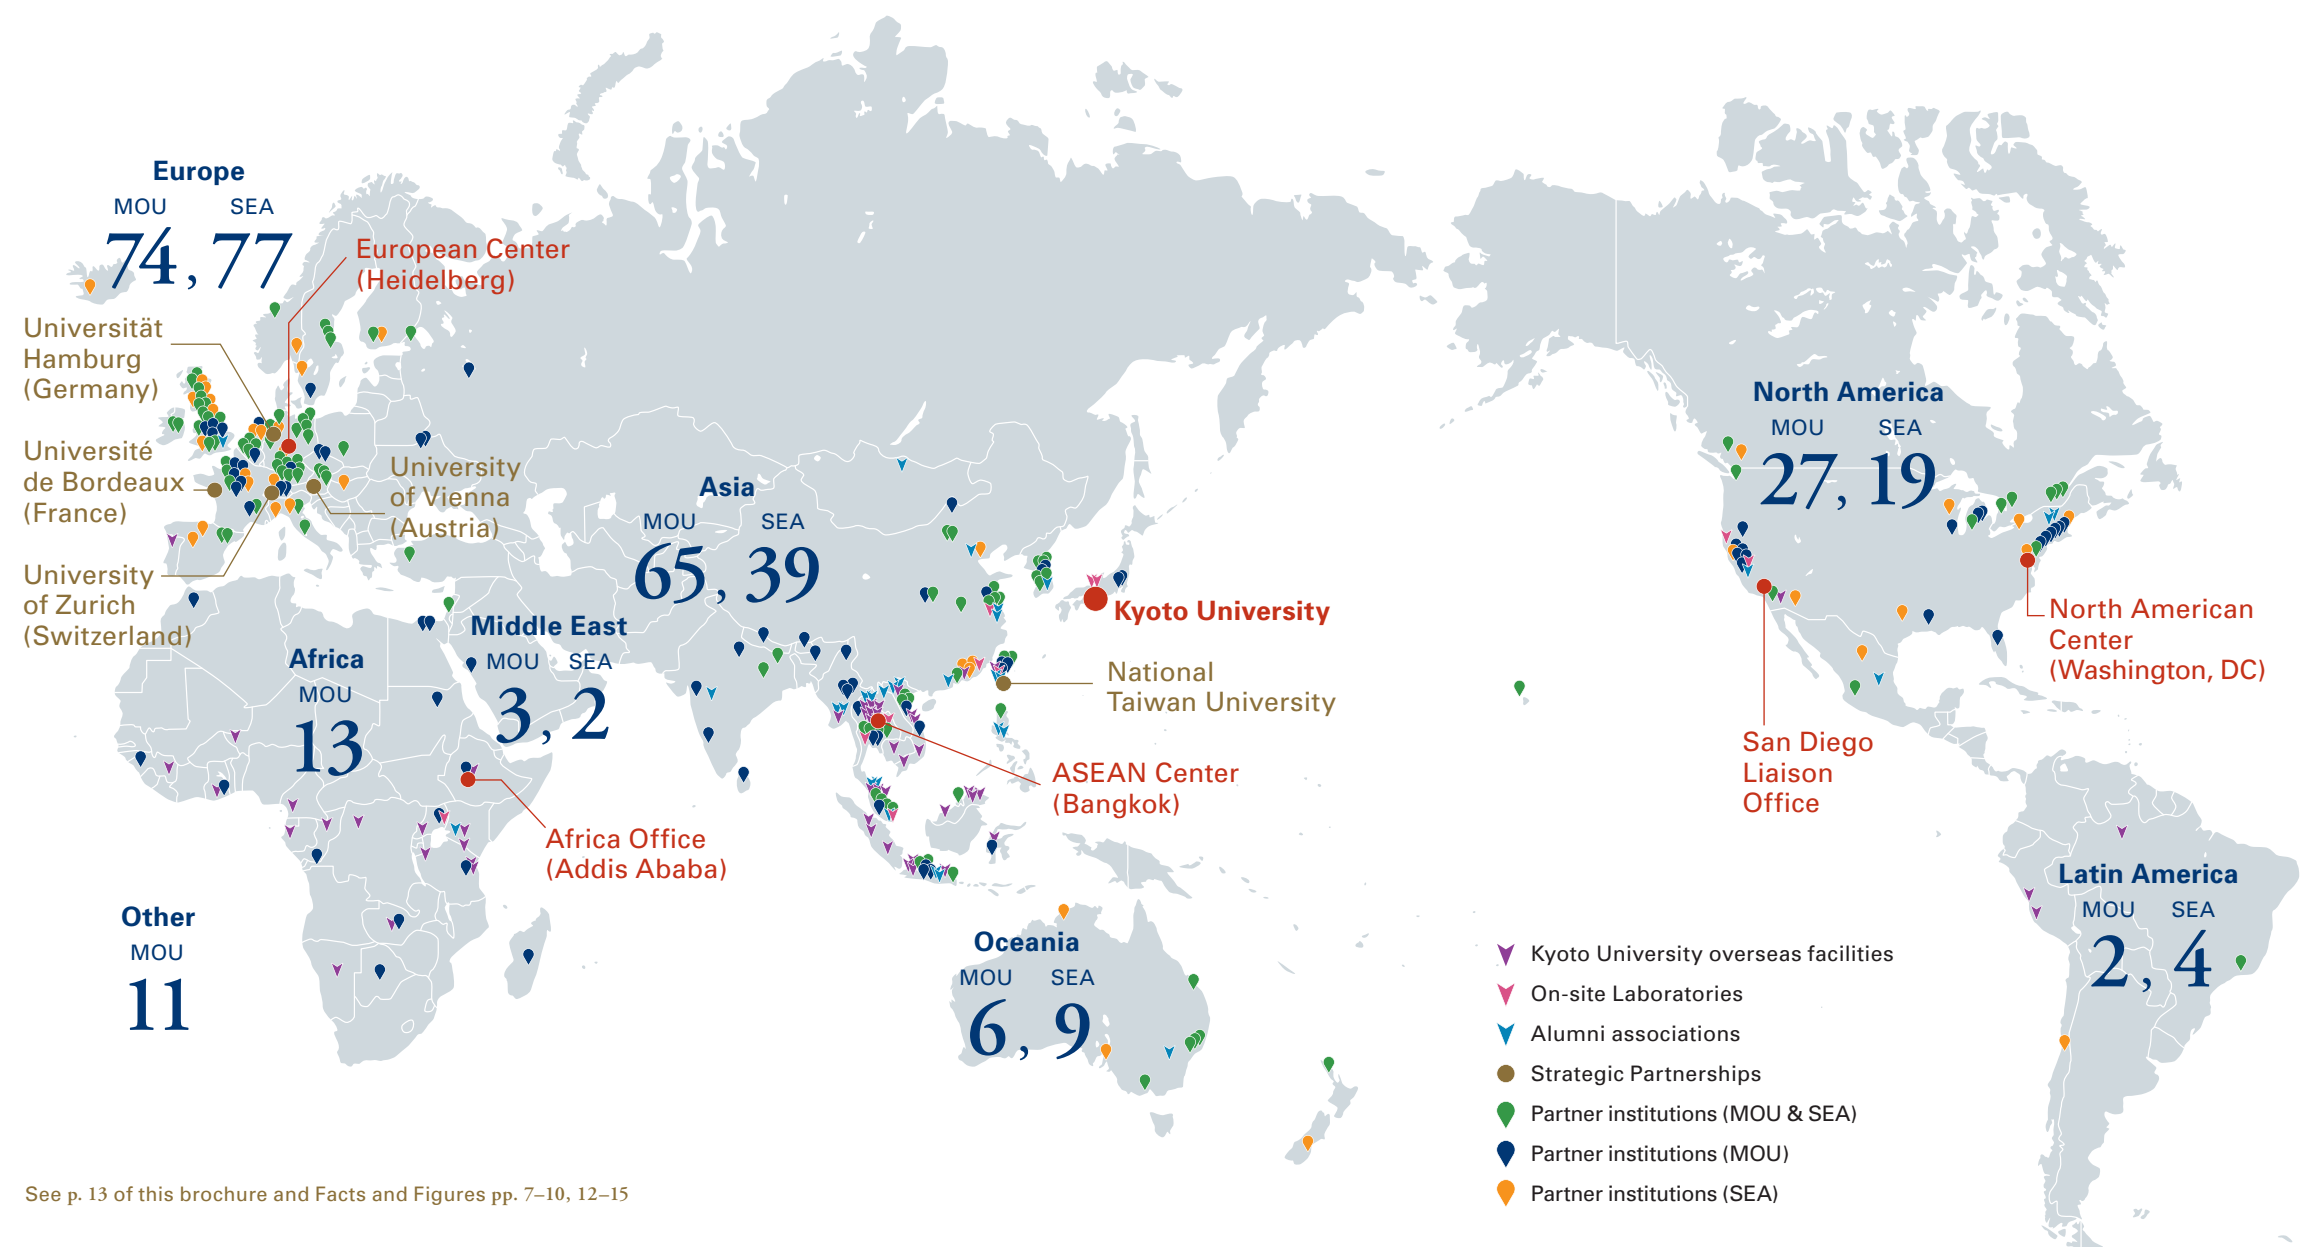 Europe
MOU SEA
74, 77
European Center
(Heidelberg)
Universität
Hamburg
(Germany)
Université
de Bordeaux
(France)
University
of Vienna
(Austria)
University
of Zurich
(Switzerland)
Asia
MOU SEA
65, 39
Kyoto University
National
Taiwan University
ASEAN Center
(Bangkok)
Middle East
MOU SEA
3, 2
Africa
MOU
13
Africa Office
(Addis Ababa)
Other
MOU
11
Oceania
MOU SEA
6, 9
North America
MOU SEA
27, 19
North American
Center
(Washington, DC)
San Diego
Liaison
Office
Latin America
MOU SEA
2, 4
Kyoto University overseas facilities
On-site Laboratories
Alumni associations
Strategic Partnerships
Partner institutions (MOU & SEA)
Partner institutions (MOU)
Partner institutions (SEA)
See p. 13 of this brochure and Facts and Figures pp. 7–10, 12–15